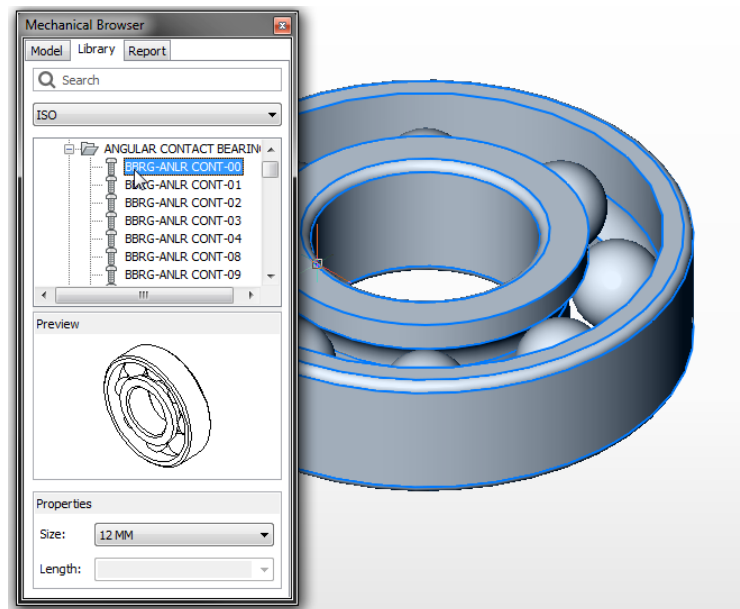 Mechanical Browser
Model Library Report
Search
ISO
ANGULAR CONTACT BEARIN
BBRG-ANLR CONT-00
BBRG-ANLR CONT-01
BBRG-ANLR CONT-02
BBRG-ANLR CONT-03
BBRG-ANLR CONT-04
BBRG-ANLR CONT-08
BBRG-ANLR CONT-09
Preview
Properties
Size: 12 MM
Length: